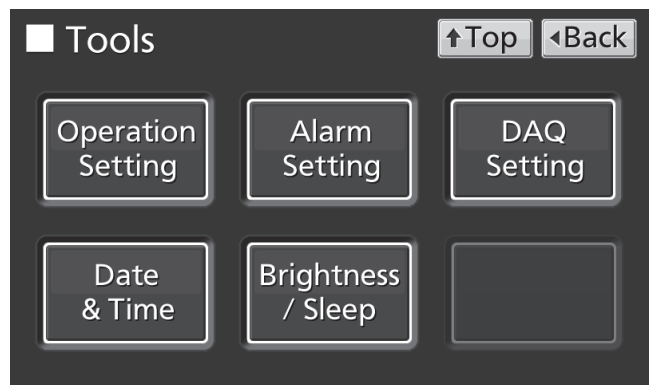 Tools
↑Top
◂Back
Operation
Setting
Alarm
Setting
DAQ
Setting
Date
& Time
Brightness
/ Sleep